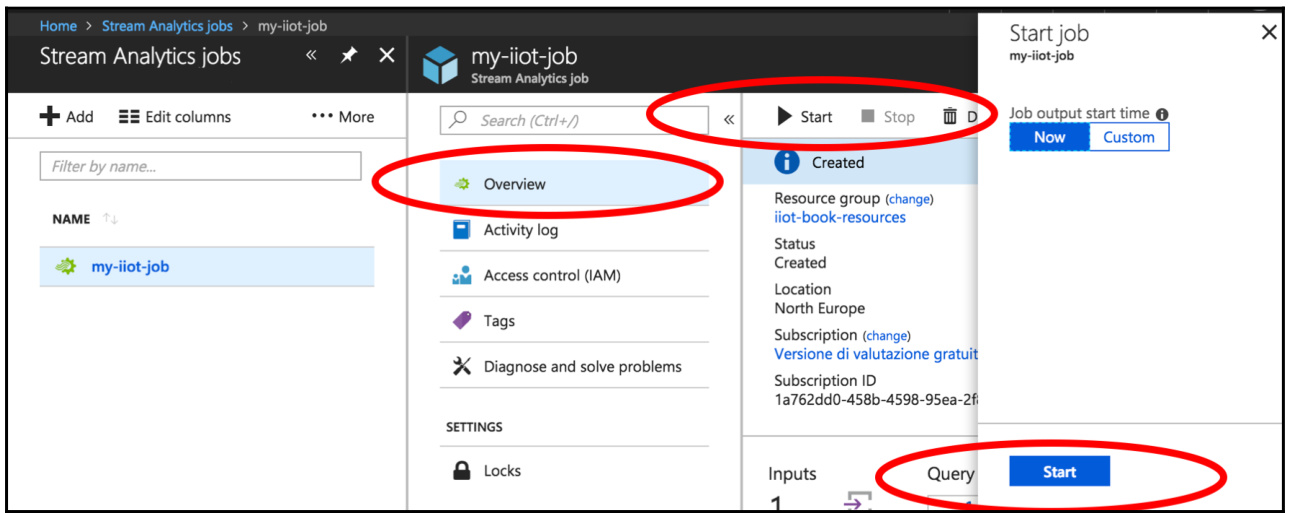 Home > Stream Analytics jobs > my-iiot-job
Stream Analytics jobs
Add
Edit columns
More
Filter by name...
NAME
my-iiot-job
my-iiot-job
Stream Analytics job
Search (Ctrl+/)
Overview
Activity log
Access control (IAM)
Tags
Diagnose and solve problems
SETTINGS
Locks
Start
Stop
D
Created
Resource group (change)
iiot-book-resources
Status
Created
Location
North Europe
Subscription (change)
Versione di valutazione gratuit
Subscription ID
1a762dd0-458b-4598-95ea-2f
Inputs
1
Query
Start job
my-iiot-job
Job output start time
Now
Custom
Start